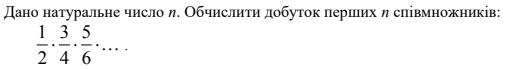 Дано натуральне число n. Обчислити добуток перших n співмножників:
1/2 · 3/4 · 5/6 · … .